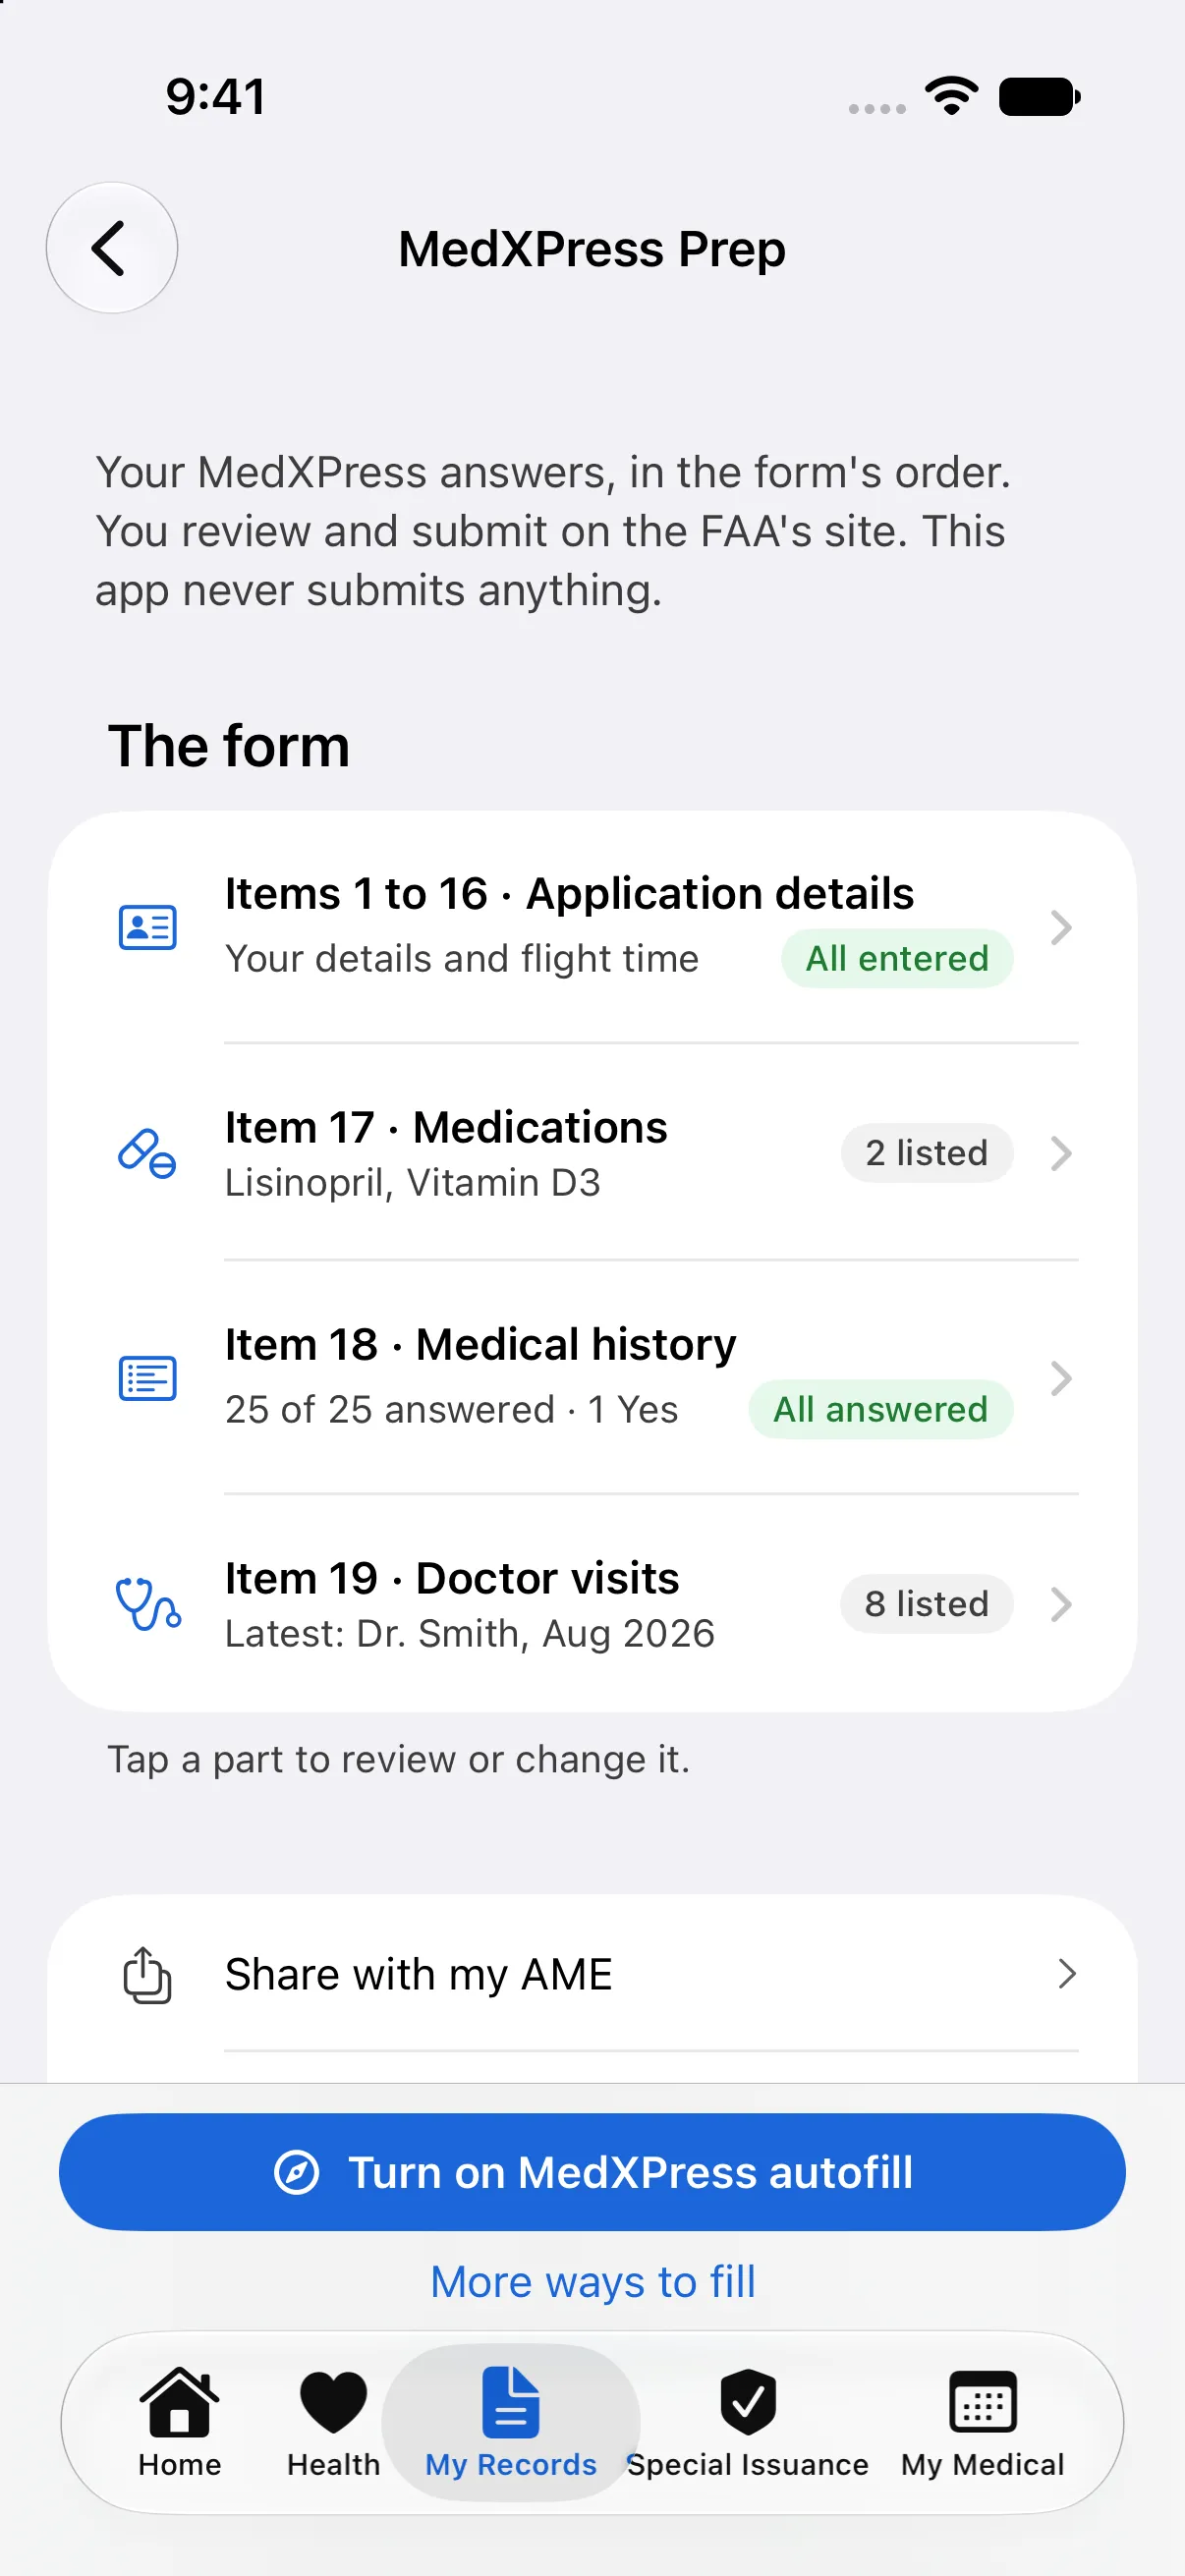 9:41
MedXPress Prep
Your MedXPress answers, in the form's order.
You review and submit on the FAA's site. This
app never submits anything.
The form
Items 1 to 16 · Application details
Your details and flight time
All entered
Item 17 · Medications
Lisinopril, Vitamin D3
2 listed
Item 18 · Medical history
25 of 25 answered · 1 Yes
All answered
Item 19 · Doctor visits
Latest: Dr. Smith, Aug 2026
8 listed
Tap a part to review or change it.
Share with my AME
Turn on MedXPress autofill
More ways to fill
Home
Health
My Records
Special Issuance
My Medical